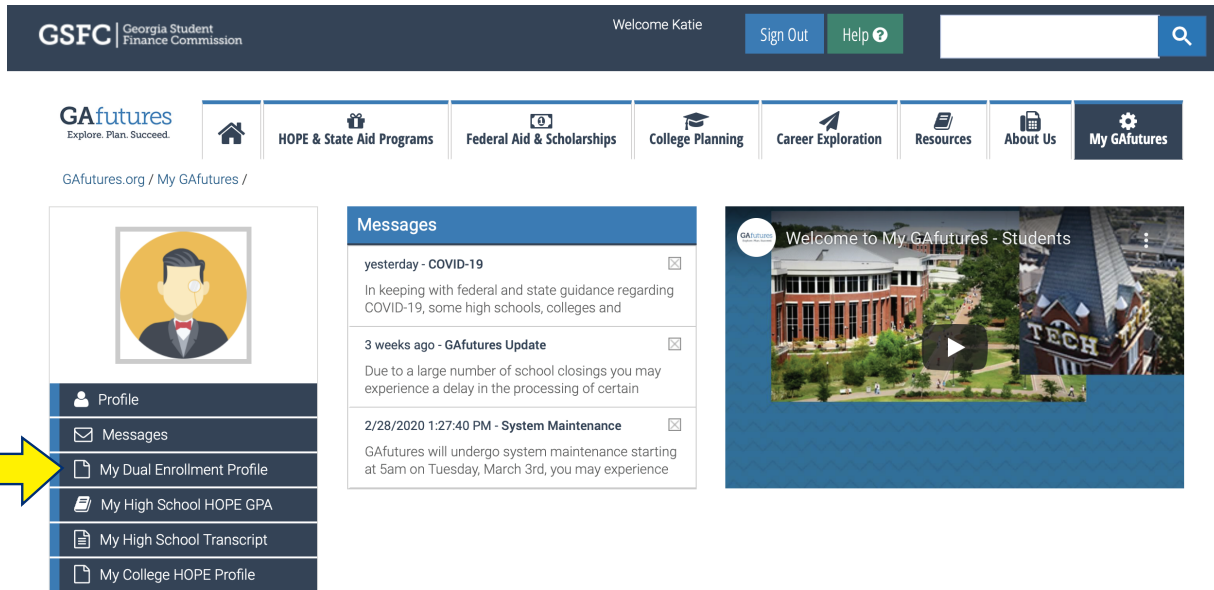 GSFC Georgia Student
Finance Commission
Welcome Katie
Sign Out
Help ?
GAfutures
Explore. Plan. Succeed.
HOPE & State Aid Programs
Federal Aid & Scholarships
College Planning
Career Exploration
Resources
About Us
My GAfutures
GAfutures.org / My GAfutures /
Profile
Messages
My Dual Enrollment Profile
My High School HOPE GPA
My High School Transcript
My College HOPE Profile
Messages
yesterday - COVID-19
In keeping with federal and state guidance regarding
COVID-19, some high schools, colleges and
3 weeks ago - GAfutures Update
Due to a large number of school closings you may
experience a delay in the processing of certain
2/28/2020 1:27:40 PM - System Maintenance
GAfutures will undergo system maintenance starting
at 5am on Tuesday, March 3rd, you may experience
GAfutures
Welcome to My GAfutures - Students
TECH